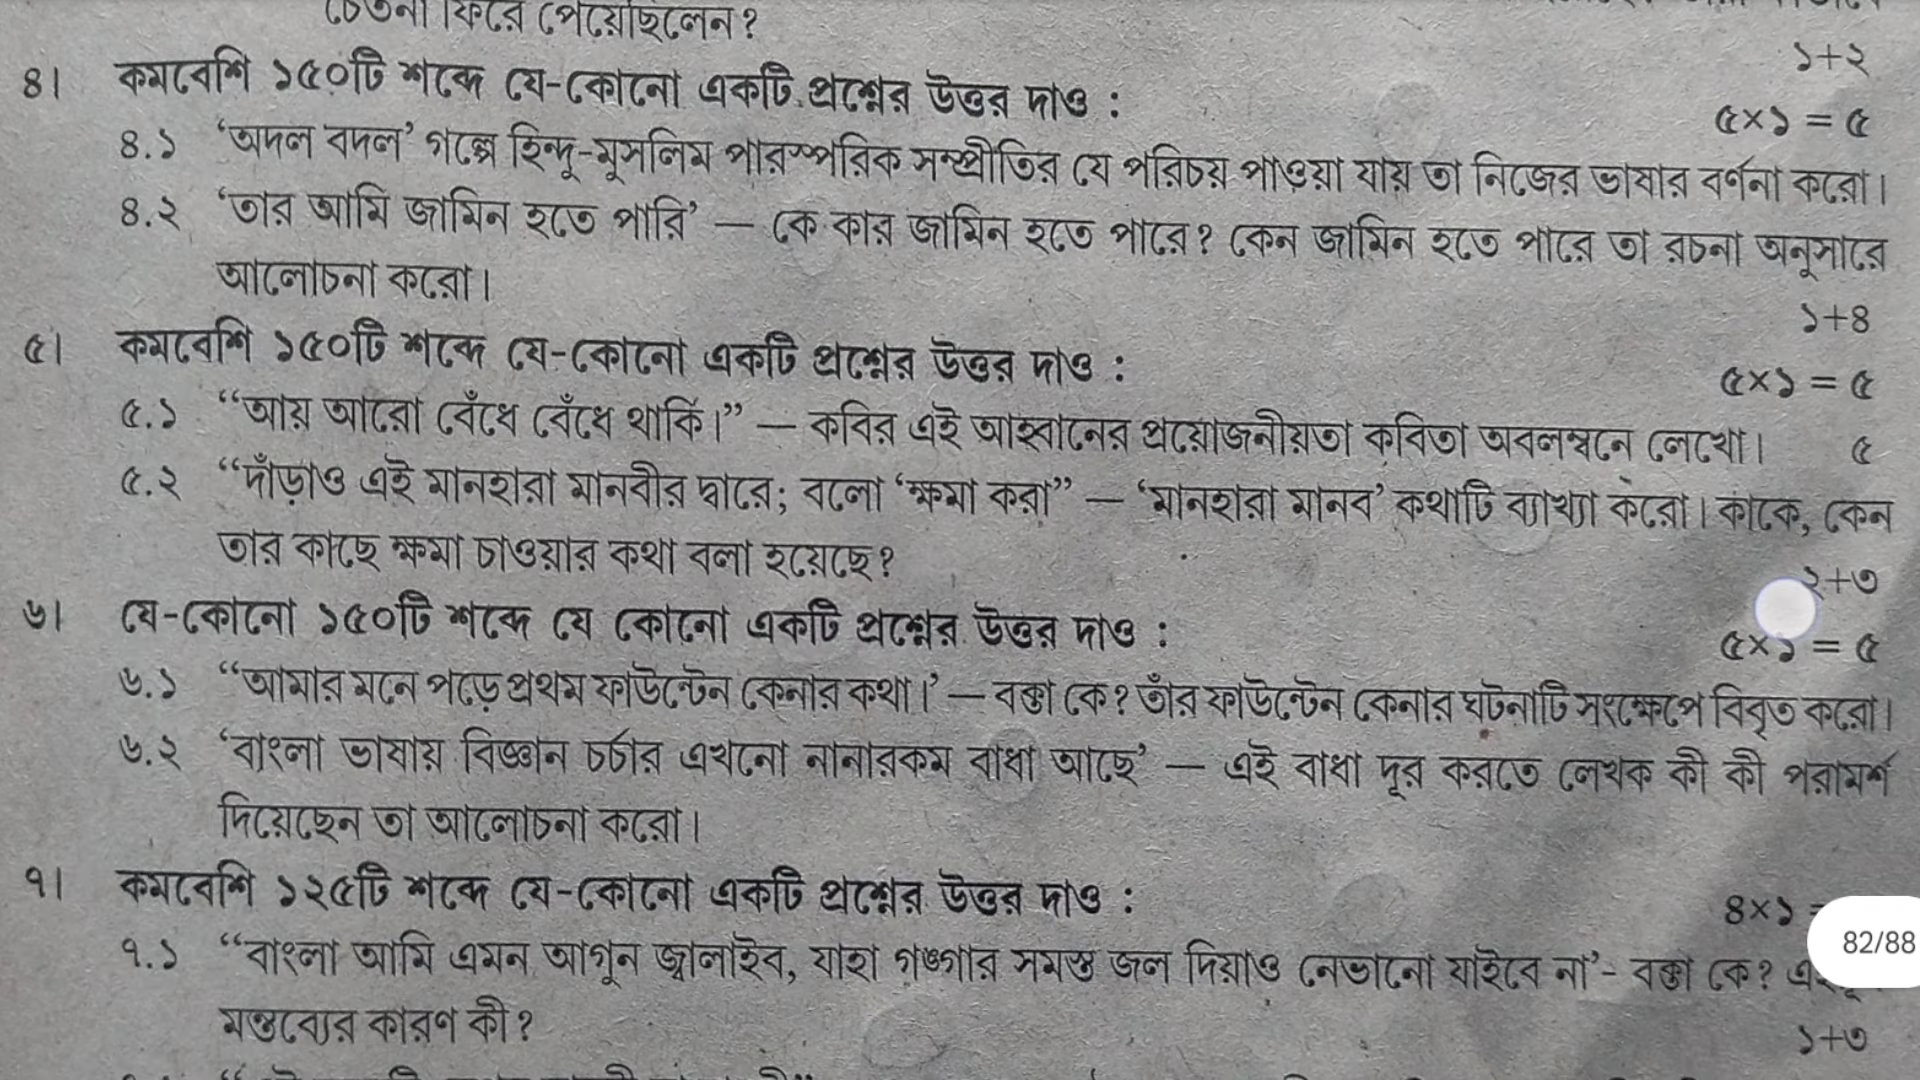 চেতনা ফিরে পেয়েছিলেন?
১+২
৪। কমবেশি ১৫০টি শব্দে যে-কোনো একটি প্রশ্নের উত্তর দাও : ৫×১ = ৫
৪.১ ‘অদল বদল’ গল্পে হিন্দু-মুসলিম পারস্পরিক সম্প্রীতির যে পরিচয় পাওয়া যায় তা নিজের ভাষার বর্ণনা করো।
৪.২ ‘তার আমি জামিন হতে পারি’ — কে কার জামিন হতে পারে? কেন জামিন হতে পারে তা রচনা অনুসারে
আলোচনা করো।
১+৪
৫। কমবেশি ১৫০টি শব্দে যে-কোনো একটি প্রশ্নের উত্তর দাও : ৫×১ = ৫
৫.১ “আয় আরো বেঁধে বেঁধে থাকি।” — কবির এই আহ্বানের প্রয়োজনীয়তা কবিতা অবলম্বনে লেখো। ৫
৫.২ “দাঁড়াও এই মানহারা মানবীর দ্বারে; বলো ‘ক্ষমা করা” — ‘মানহারা মানব’ কথাটি ব্যাখ্যা করো। কাকে, কেন
তার কাছে ক্ষমা চাওয়ার কথা বলা হয়েছে?
২+৩
৬। যে-কোনো ১৫০টি শব্দে যে কোনো একটি প্রশ্নের উত্তর দাও : ৫×১ = ৫
৬.১ “আমার মনে পড়ে প্রথম ফাউন্টেন কেনার কথা।’ — বক্তা কে? তাঁর ফাউন্টেন কেনার ঘটনাটি সংক্ষেপে বিবৃত করো।
৬.২ ‘বাংলা ভাষায় বিজ্ঞান চর্চার এখনো নানারকম বাধা আছে’ — এই বাধা দূর করতে লেখক কী কী পরামর্শ
দিয়েছেন তা আলোচনা করো।
৭। কমবেশি ১২৫টি শব্দে যে-কোনো একটি প্রশ্নের উত্তর দাও : ৪×১ =
82/88
৭.১ “বাংলা আমি এমন আগুন জ্বালাইব, যাহা গঙ্গার সমস্ত জল দিয়াও নেভানো যাইবে না’- বক্তা কে?
মন্তব্যের কারণ কী?
১+৩